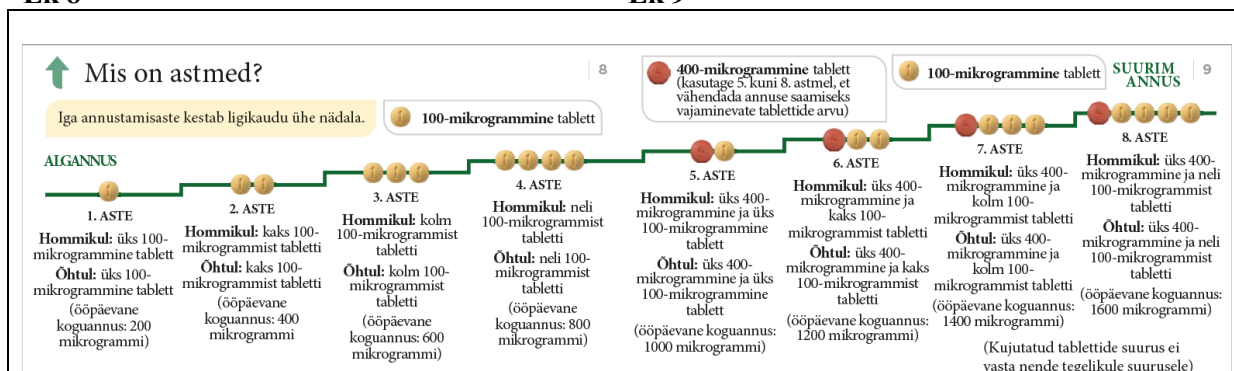 Lk 8
Lk 9
Mis on astmed?
8
Iga annustamisaste kestab ligikaudu ühe nädala.
100-mikrogrammine tablett
400-mikrogrammine tablett
(kasutage 5. kuni 8. astmel, et
vähendada annuse saamiseks
vajaminevate tablettide arvu)
100-mikrogrammine tablett
SUURIM
ANNUS
9
ALGANNUS
1. ASTE
Hommikul: üks 100-
mikrogrammine tablett
Õhtul: üks 100-
mikrogrammine tablett
(ööpäevane
koguannus: 200
mikrogrammi)
2. ASTE
Hommikul: kaks 100-
mikrogrammist tabletti
Õhtul: kaks 100-
mikrogrammist tabletti
(ööpäevane
koguannus: 400
mikrogrammi)
3. ASTE
Hommikul: kolm
100-mikrogrammist
tabletti
Õhtul: kolm 100-
mikrogrammist
tabletti
(ööpäevane
koguannus: 600
mikrogrammi)
4. ASTE
Hommikul: neli
100-mikrogrammist
tabletti
Õhtul: neli 100-
mikrogrammist
tabletti
(ööpäevane
koguannus: 800
mikrogrammi)
5. ASTE
Hommikul: üks 400-
mikrogrammine ja üks
100-mikrogrammine
tablett
Õhtul: üks 400-
mikrogrammine ja üks
100-mikrogrammine
tablett
(ööpäevane koguannus:
1000 mikrogrammi)
6. ASTE
Hommikul: üks 400-
mikrogrammine ja
kaks 100-
mikrogrammist tabletti
Õhtul: üks 400-
mikrogrammine ja kaks
100-mikrogrammist
tabletti
(ööpäevane koguannus:
1200 mikrogrammi)
7. ASTE
Hommikul: üks 400-
mikrogrammine ja
kolm 100-
mikrogrammist tabletti
Õhtul: üks 400-
mikrogrammine ja
kolm 100-
mikrogrammist tabletti
(ööpäevane koguannus:
1400 mikrogrammi)
8. ASTE
Hommikul: üks 400-
mikrogrammine ja neli
100-mikrogrammist
tabletti
Õhtul: üks 400-
mikrogrammine ja neli
100-mikrogrammist
tabletti
(ööpäevane koguannus:
1600 mikrogrammi)
(Kujutatud tablettide suurus ei
vasta nende tegelikule suurusele)